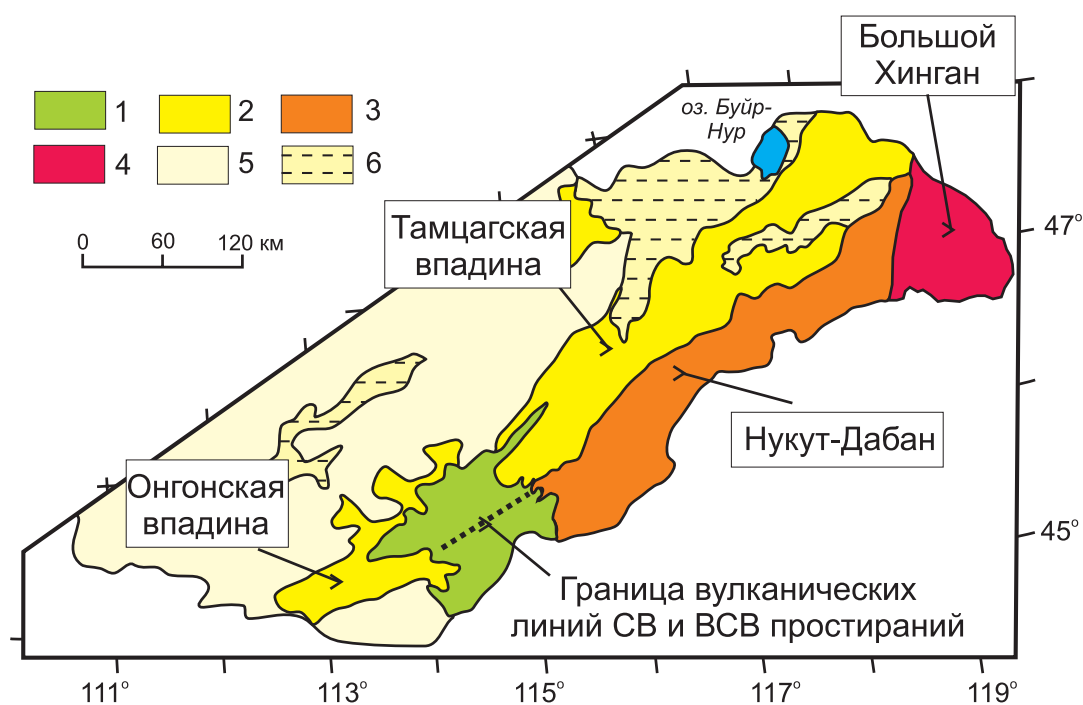 Большой
Хинган
оз. Буйр-
Нур
1
2
3
4
5
6
0
60
120 км
47°
Тамцагская
впадина
Нукут-Дабан
Онгонская
впадина
45°
Граница вулканических
линий СВ и ВСВ простираний
111°
113°
115°
117°
119°